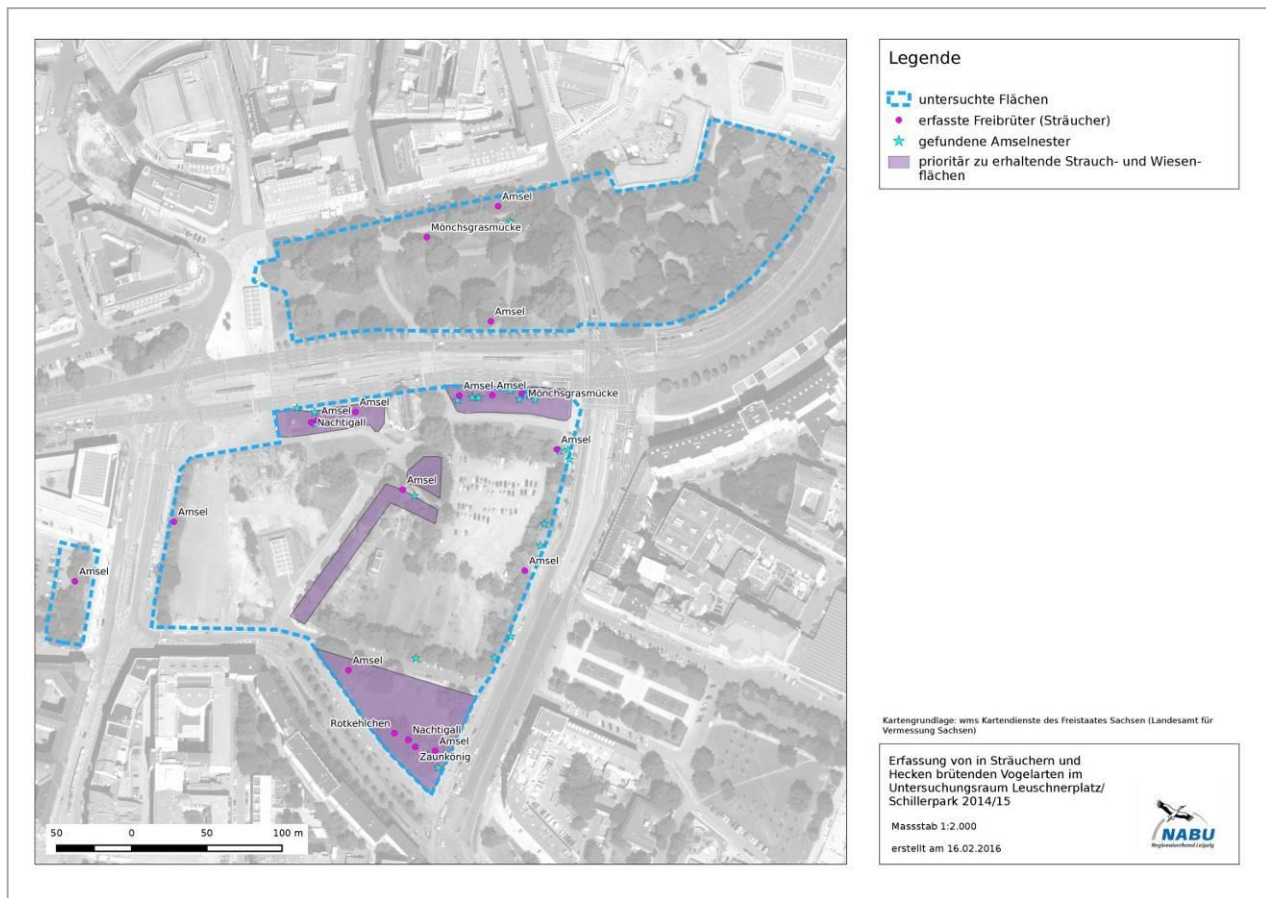 Legende
untersuchte Flächen
erfasste Freibrüter (Sträucher)
gefundene Amselnester
prioritär zu erhaltende Strauch- und Wiesen-
flächen
Amsel
Mönchsgrasmücke
Amsel
Amsel Amsel
Mönchsgrasmücke
Amsel
Amsel
Nachtigall
Amsel
Amsel
Amsel
Amsel
Amsel
Amsel
Rotkehlchen
Nachtigall
Amsel
Zaunkönig
50 0 50 100 m
Kartengrundlage: wms Kartendienste des Freistaates Sachsen (Landesamt für
Vermessung Sachsen)
Erfassung von in Sträuchern und
Hecken brütenden Vogelarten im
Untersuchungsraum Leuschnerplatz/
Schillerpark 2014/15
Massstab 1:2.000
erstellt am 16.02.2016
NABU
Regionalverband Leipzig